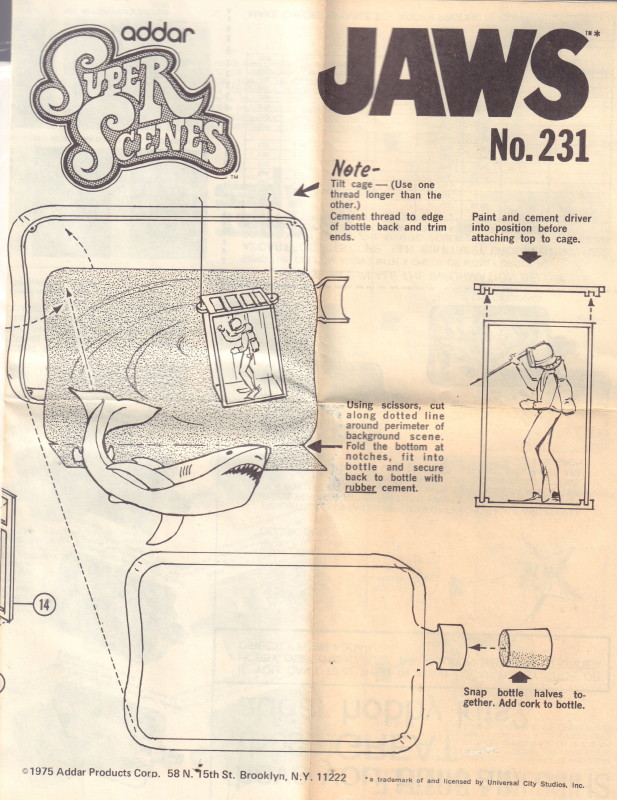 addar
SUPER
SCENES™
JAWS™*
No. 231
Note-
Tilt cage — (Use one
thread longer than the
other.)
Cement thread to edge
of bottle back and trim
ends.
Paint and cement driver
into position before
attaching top to cage.
Using scissors, cut
along dotted line
around perimeter of
background scene.
Fold the bottom at
notches, fit into
bottle and secure
back to bottle with
rubber cement.
14
Snap bottle halves to-
gether. Add cork to bottle.
©1975 Addar Products Corp. 58 N. 15th St. Brooklyn, N.Y. 11222
*a trademark of and licensed by Universal City Studios, Inc.